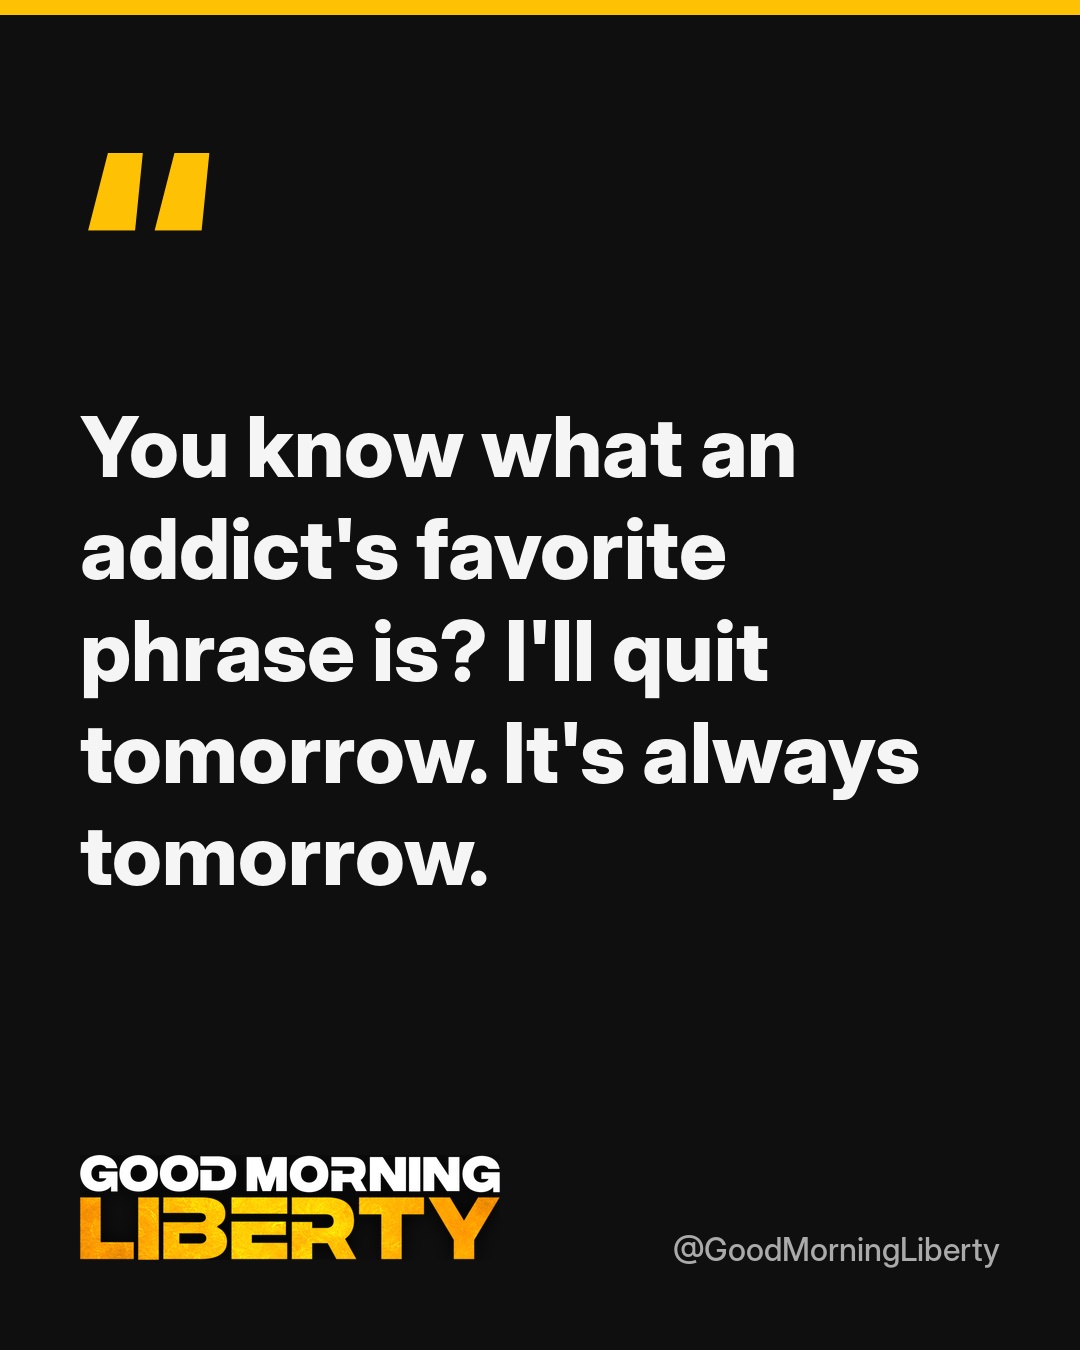 "
You know what an
addict's favorite
phrase is? I'll quit
tomorrow. It's always
tomorrow.
GOOD MORNING
LIBERTY
@GoodMorningLiberty